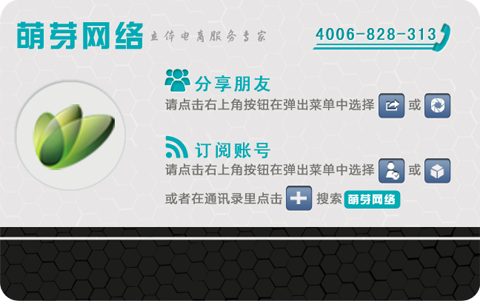 萌芽网络 立体电商服务专家
4006-828-313
分享朋友
请点击右上角按钮在弹出菜单中选择 或
订阅账号
请点击右上角按钮在弹出菜单中选择 或
或者在通讯录里点击 搜索 萌芽网络